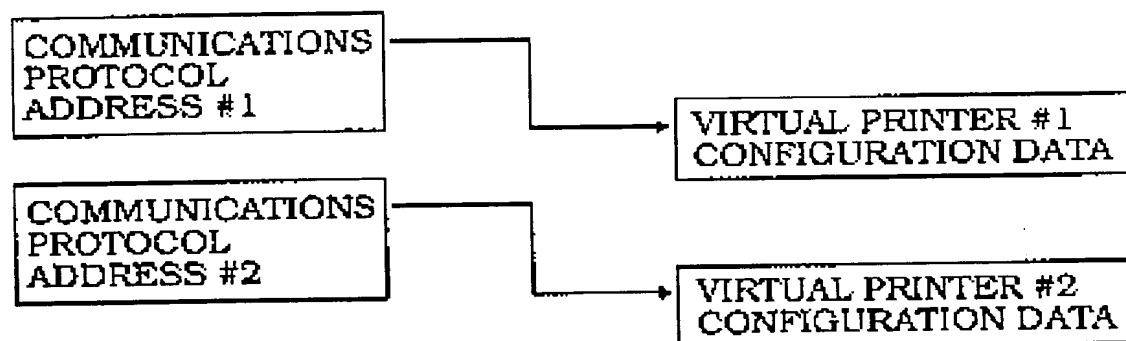 COMMUNICATIONS
PROTOCOL
ADDRESS #1
VIRTUAL PRINTER #1
CONFIGURATION DATA
COMMUNICATIONS
PROTOCOL
ADDRESS #2
VIRTUAL PRINTER #2
CONFIGURATION DATA